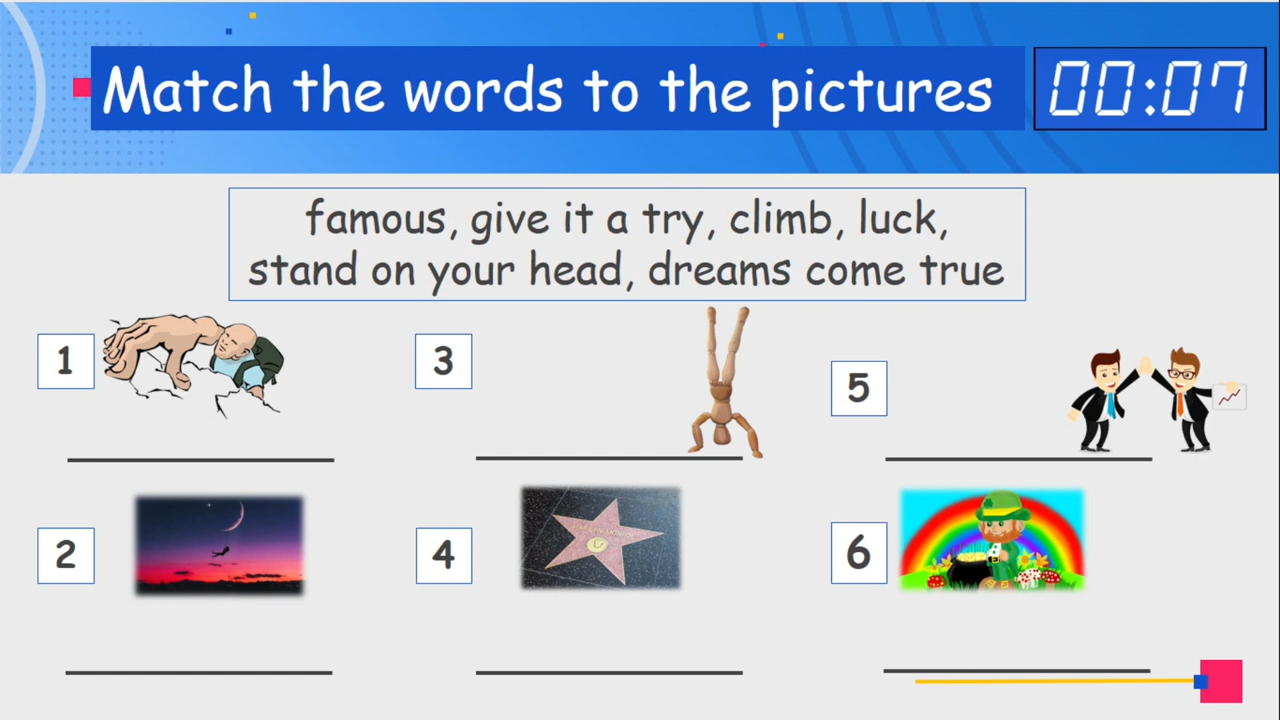 Match the words to the pictures
00:07
famous, give it a try, climb, luck,
stand on your head, dreams come true
1
3
5
2
4
6